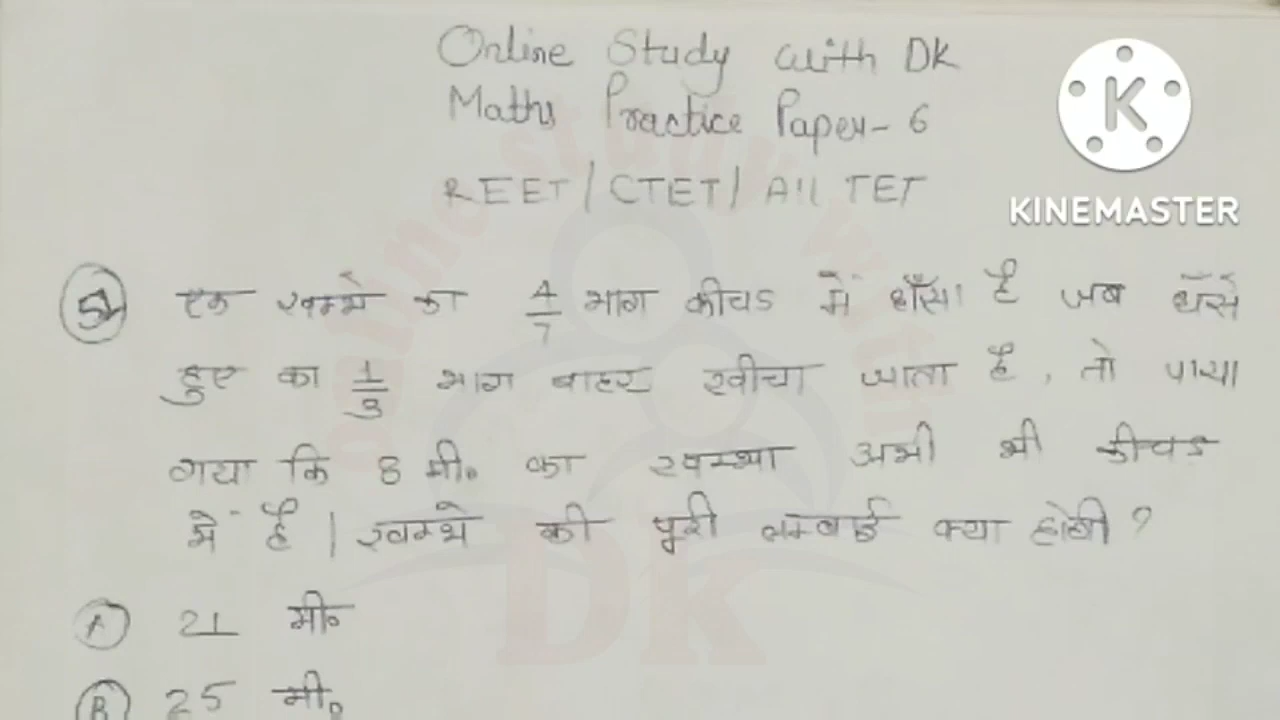 Online Study with DK
Maths Practice Paper-6
REET/CTET/All TET
KINEMASTER
51 एक खम्भे का 4/7 भाग कीचड में धँसा है जब धँसे
हुए का 1/3 भाग बाहर खींचा जाता है, तो पाया
गया कि 8 मी० का खम्भा अभी भी कीचड
में है | खम्भे की पूरी लम्बाई क्या होगी ?
A 21 मी०
B 25 मी०
DK